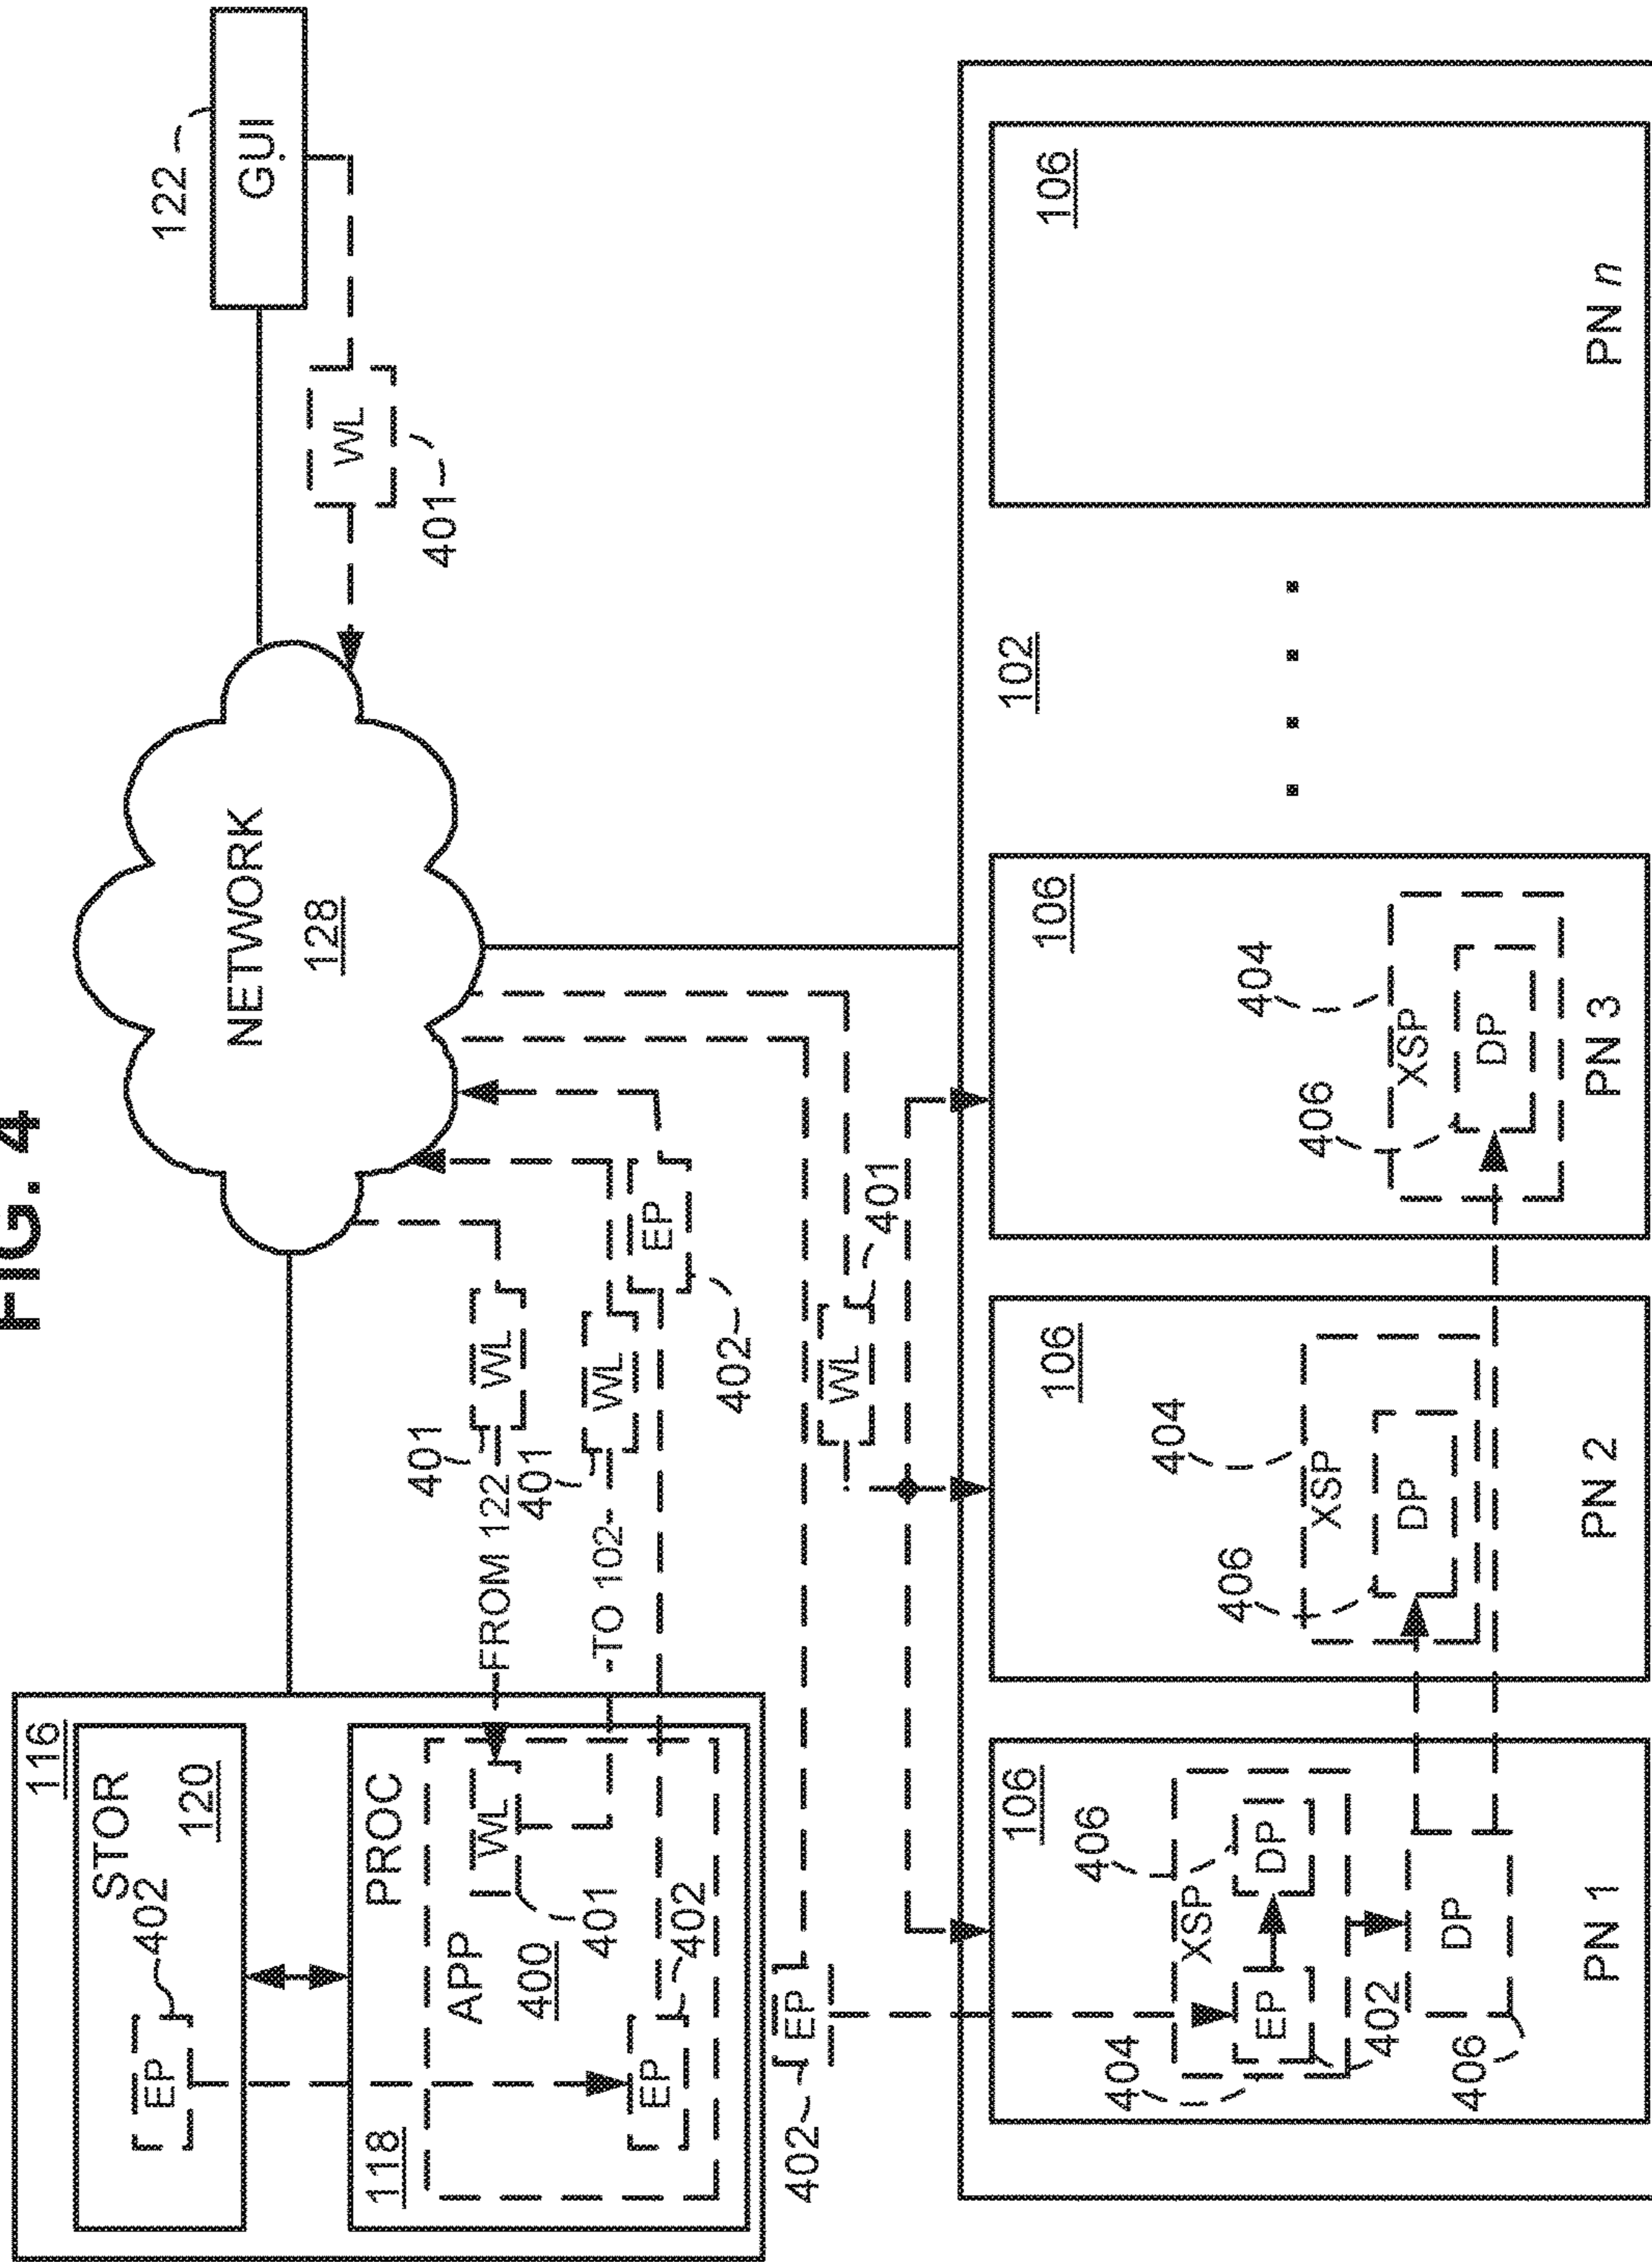 FIG. 4
116
STOR
402
EP
120
PROC
118
APP
400
WL
401
EP
402
FROM 122
401
WL
TO 102
401
WL
EP
402
NETWORK
128
GUI
122
WL
401
402
EP
WL
401
102
106
XSP
406
EP
DP
404
402
DP
406
PN 1
106
404
XSP
406
DP
PN 2
106
404
XSP
406
DP
PN 3
106
PN n